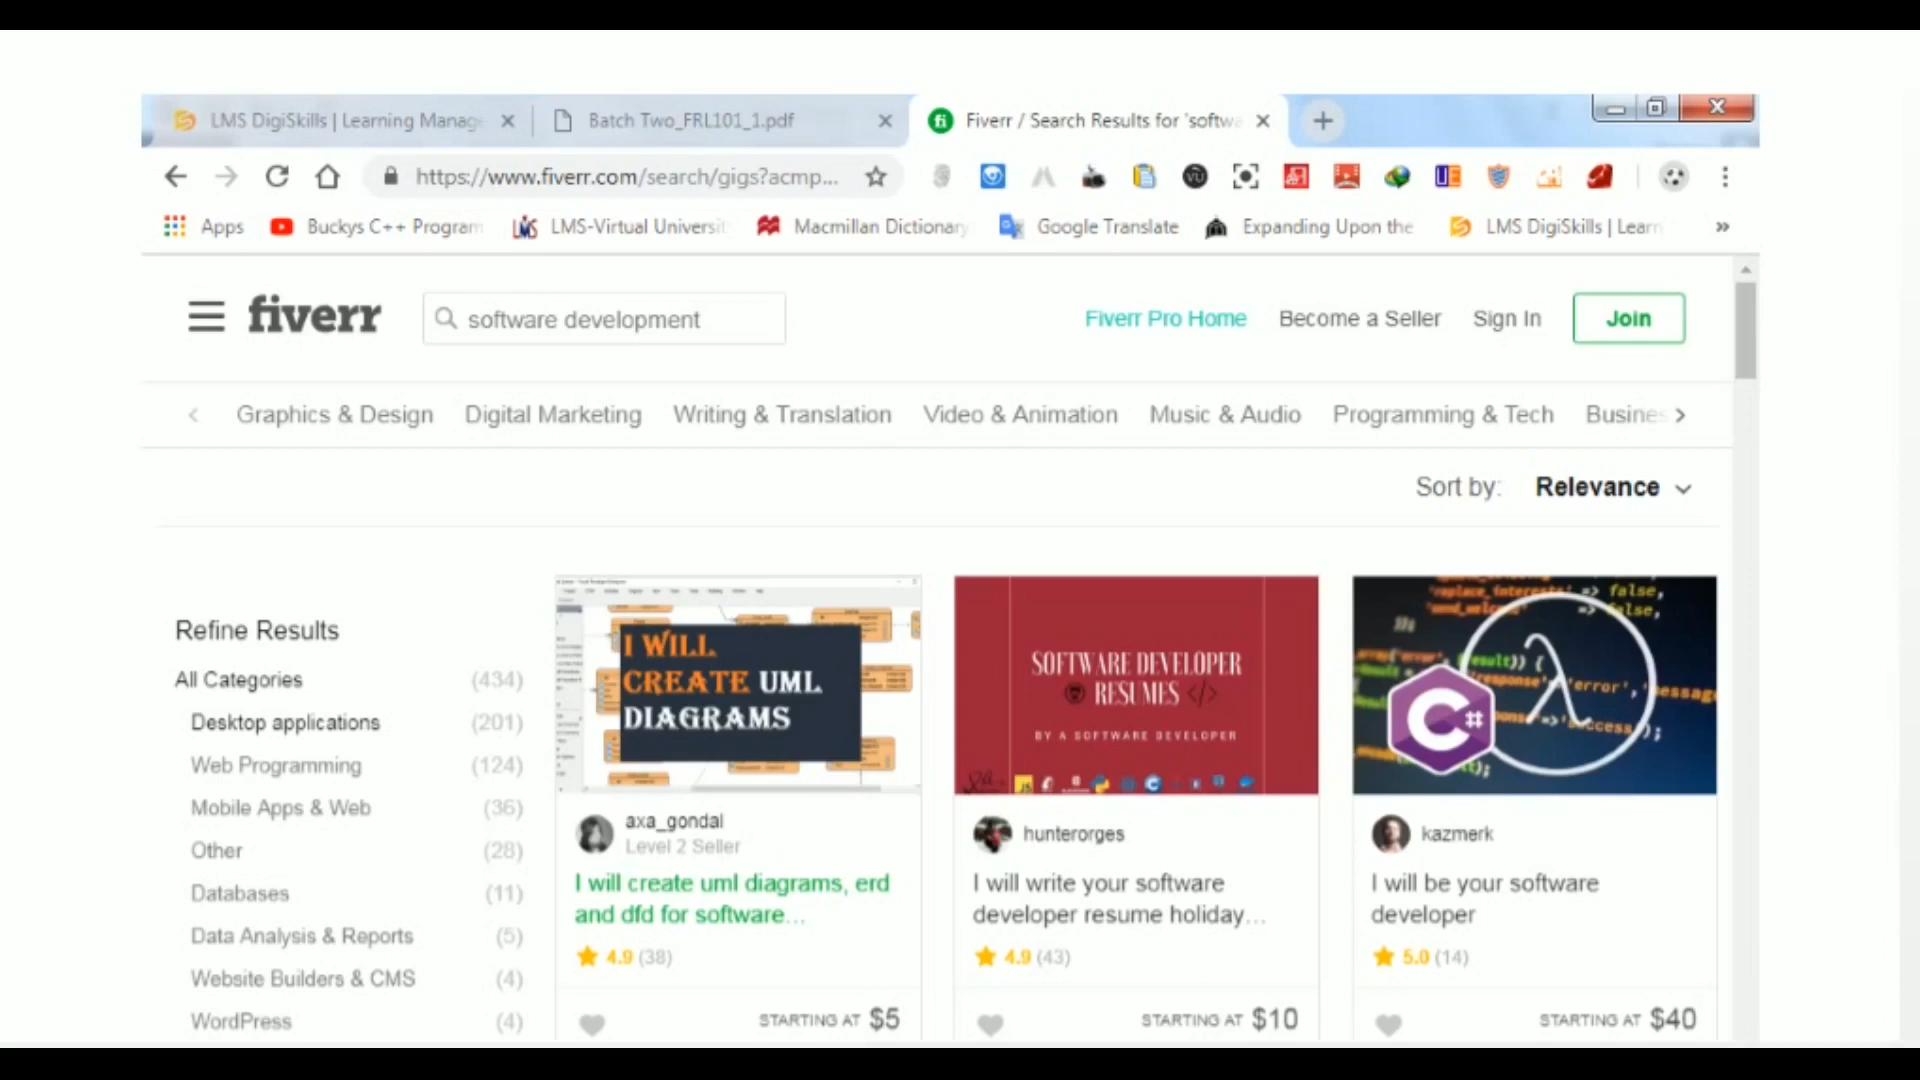 LMS DigiSkills | Learning Manag
Batch Two_FRL101_1.pdf
Fiverr / Search Results for 'softw
https://www.fiverr.com/search/gigs?acmp...
Apps
Buckys C++ Program
LMS-Virtual Universit
Macmillan Dictionary
Google Translate
Expanding Upon the
LMS DigiSkills | Learn
»
fiverr
software development
Fiverr Pro Home
Become a Seller
Sign In
Join
Graphics & Design
Digital Marketing
Writing & Translation
Video & Animation
Music & Audio
Programming & Tech
Busines
Sort by: Relevance
Refine Results
All Categories (434)
Desktop applications (201)
Web Programming (124)
Mobile Apps & Web (36)
Other (28)
Databases (11)
Data Analysis & Reports (5)
Website Builders & CMS (4)
WordPress (4)
I WILL
CREATE UML
DIAGRAMS
axa_gondal
Level 2 Seller
I will create uml diagrams, erd
and dfd for software...
4.9 (38)
STARTING AT $5
SOFTWARE DEVELOPER
RESUMES </>
BY A SOFTWARE DEVELOPER
hunterorges
I will write your software
developer resume holiday...
4.9 (43)
STARTING AT $10
=> false,
false,
C#
λ
kazmerk
I will be your software
developer
5.0 (14)
STARTING AT $40